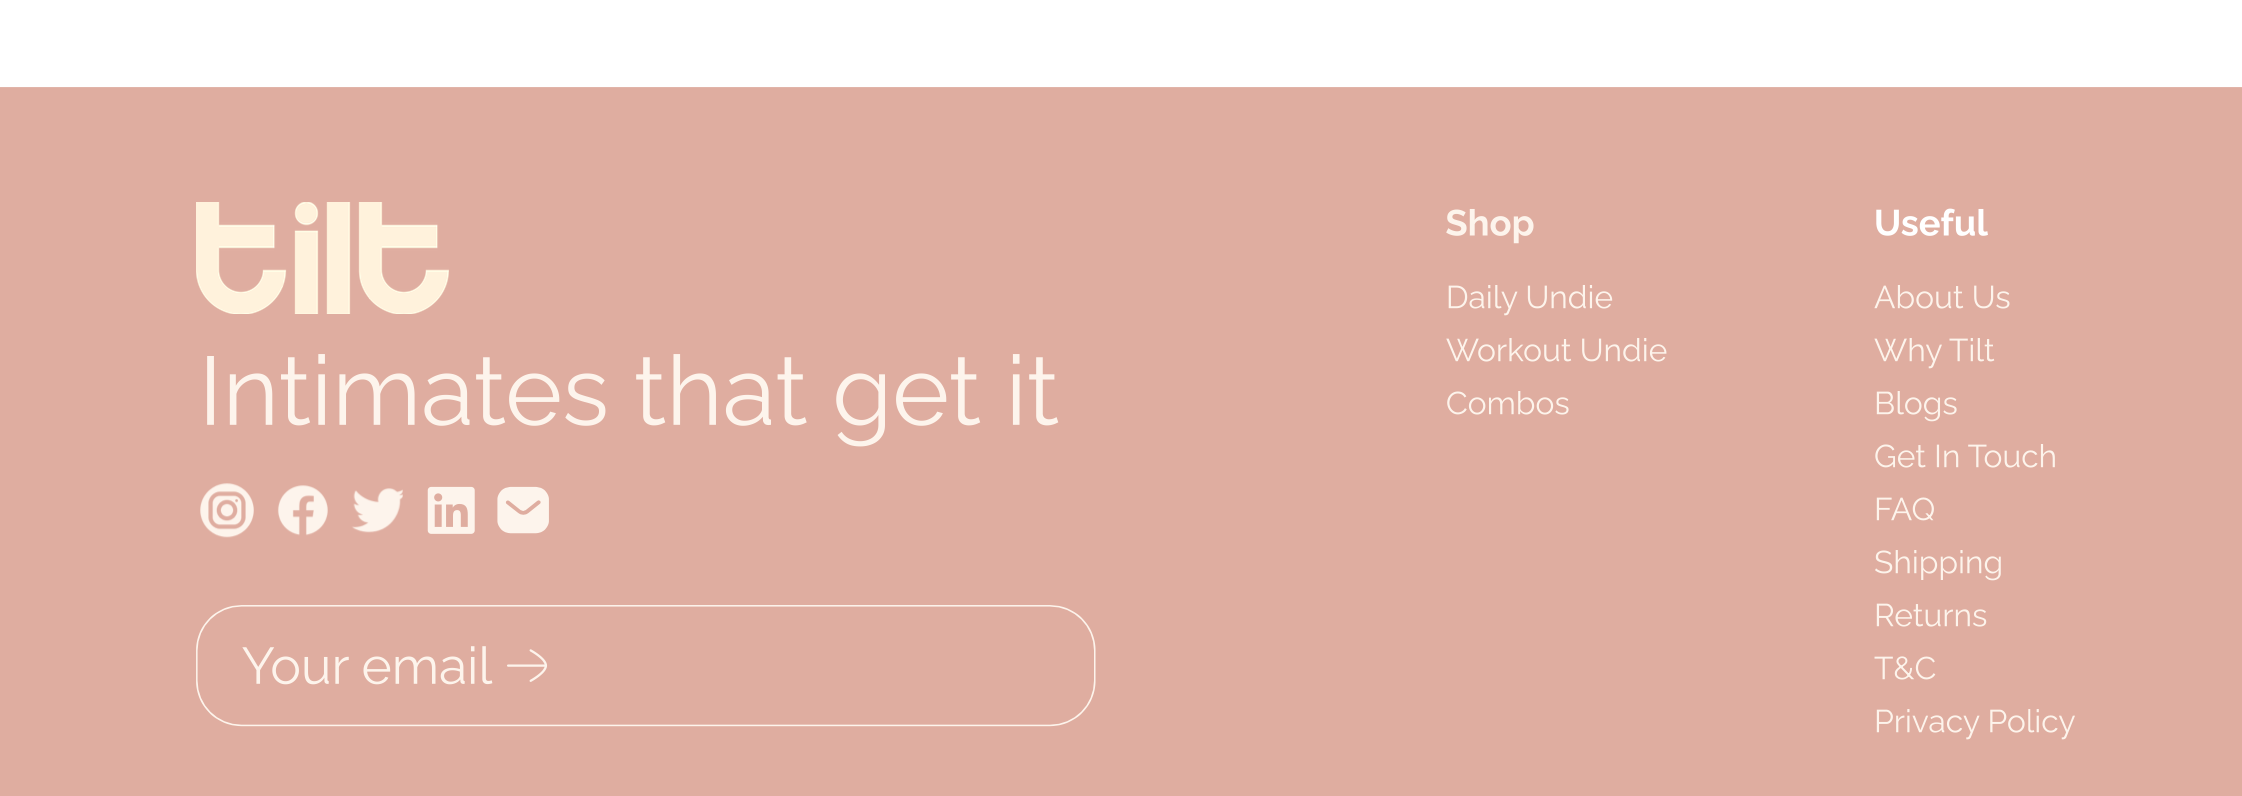 tilt
Intimates that get it
Your email
Shop
Daily Undie
Workout Undie
Combos
Useful
About Us
Why Tilt
Blogs
Get In Touch
FAQ
Shipping
Returns
T&C
Privacy Policy